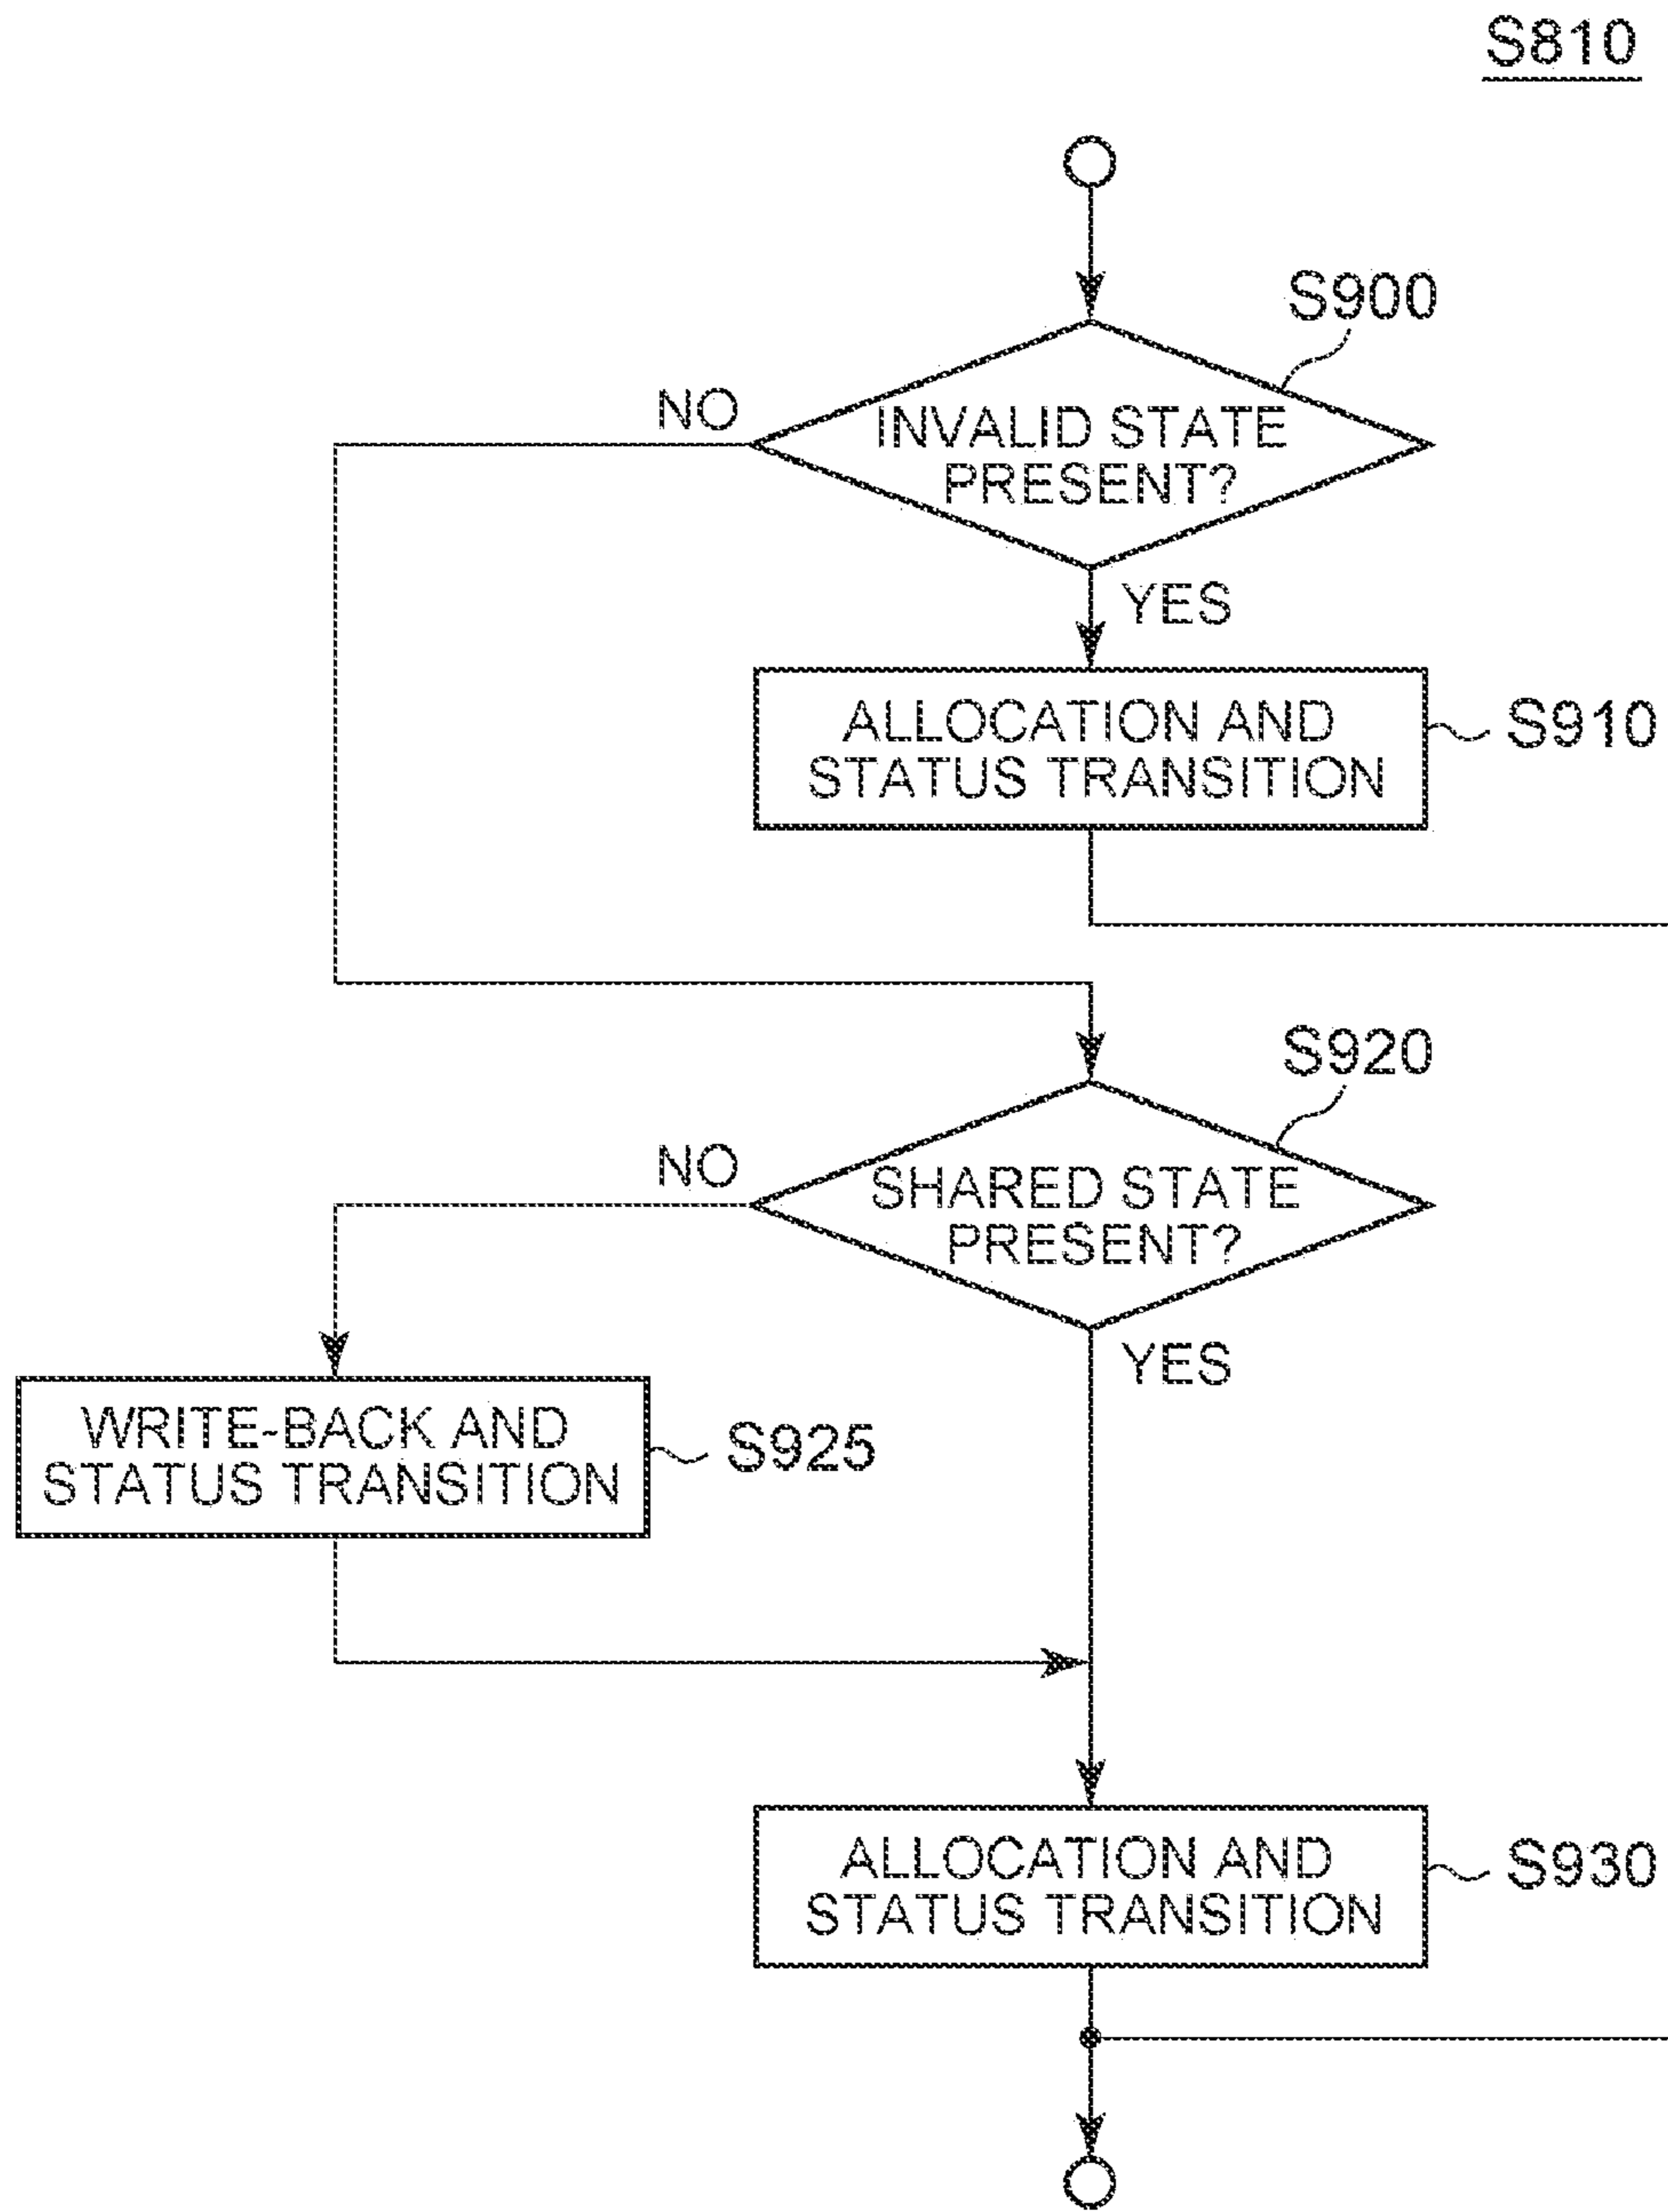 S810
S900
NO
INVALID STATE
PRESENT?
YES
ALLOCATION AND
STATUS TRANSITION
S910
S920
NO
SHARED STATE
PRESENT?
YES
WRITE-BACK AND
STATUS TRANSITION
S925
ALLOCATION AND
STATUS TRANSITION
S930